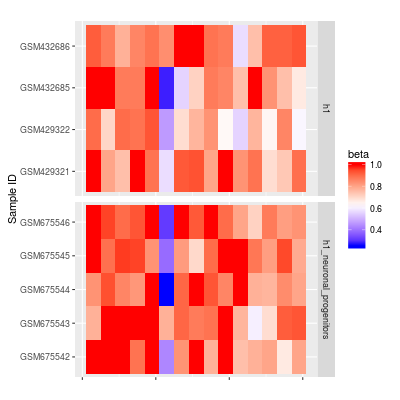 Sample ID
GSM432686
GSM432685
GSM429322
GSM429321
h1
GSM675546
GSM675545
GSM675544
GSM675543
GSM675542
h1_neuronal_progenitors
beta
1.0
0.8
0.6
0.4